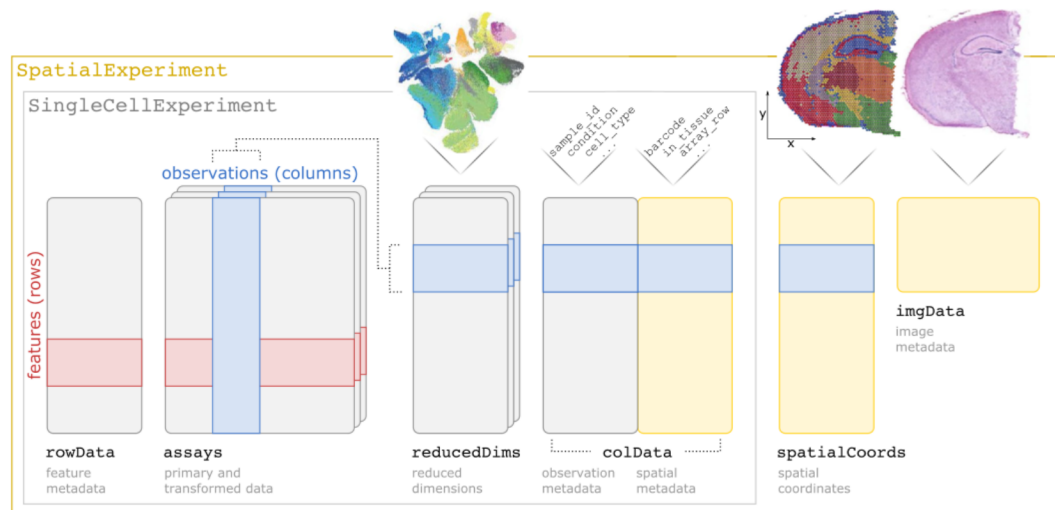 SpatialExperiment
SingleCellExperiment
sample_id
condition
cell_type
...
barcode
in_tissue
array_row
...
y
x
observations (columns)
features (rows)
rowData
feature
metadata
assays
primary and
transformed data
reducedDims
reduced
dimensions
colData
observation
metadata
spatial
metadata
spatialCoords
spatial
coordinates
imgData
image
metadata